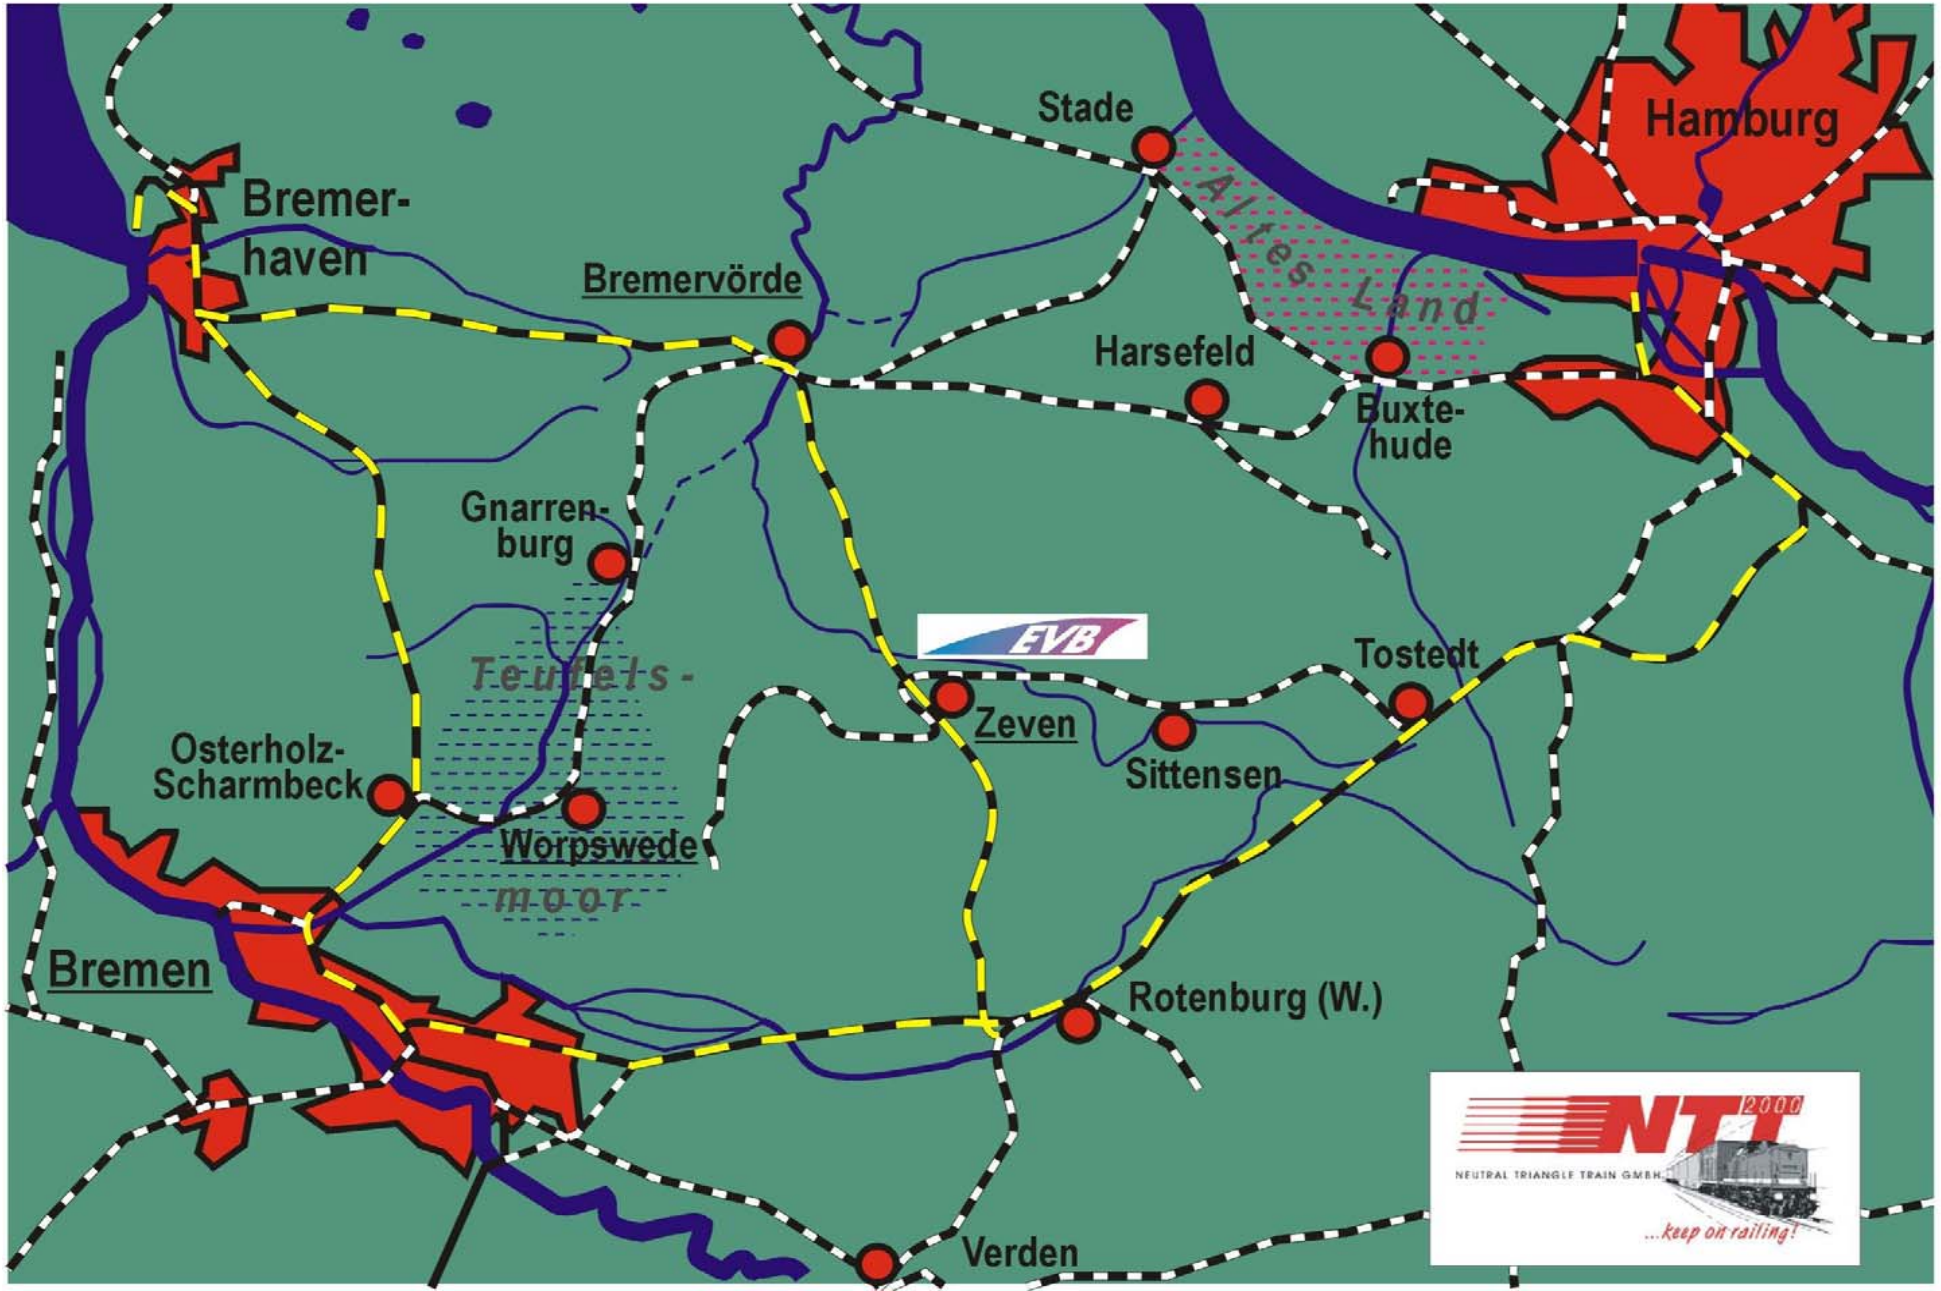 Stade
Hamburg
Altes
Land
Bremer-
haven
Bremervörde
Harsefeld
Buxte-
hude
Gnarren-
burg
EVB
Tostedt
Teufels-
moor
Zeven
Sittensen
Osterholz-
Scharmbeck
Worpswede
Bremen
Rotenburg (W.)
Verden
NTT 2000
NEUTRAL TRIANGLE TRAIN GMBH
...keep on railing!